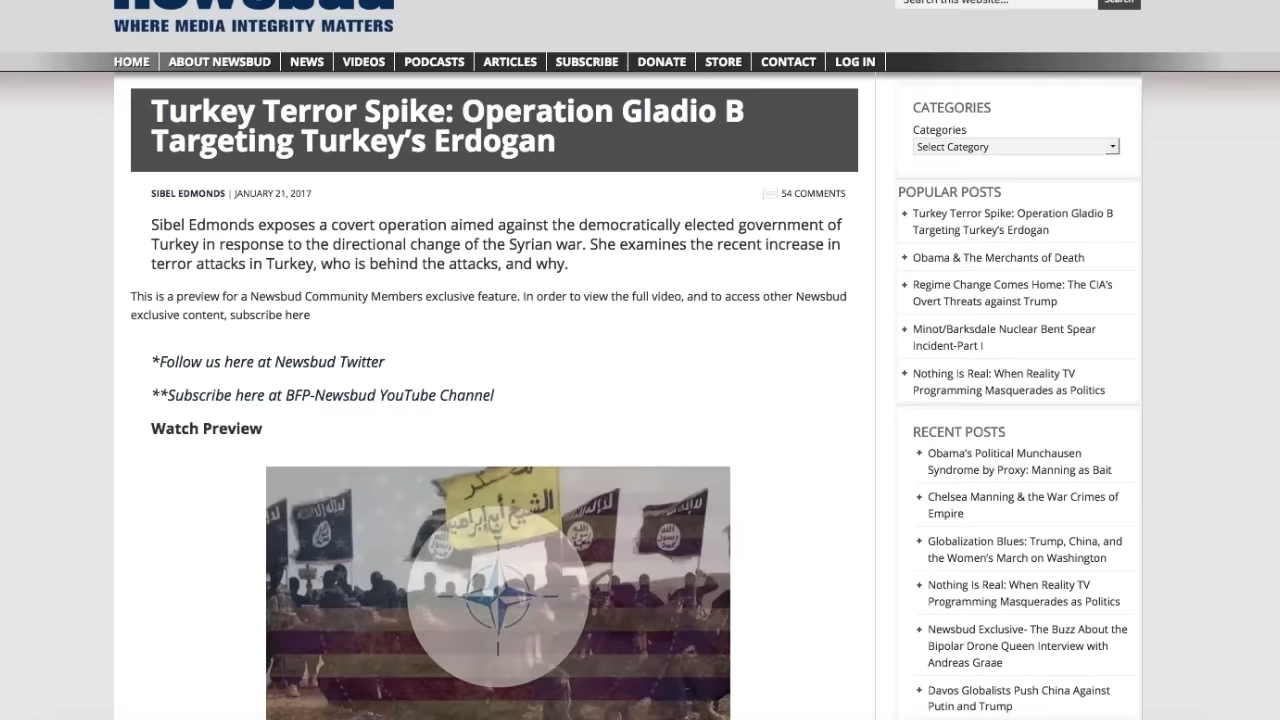 newsbud
WHERE MEDIA INTEGRITY MATTERS
Search this website...
Search
HOME
ABOUT NEWSBUD
NEWS
VIDEOS
PODCASTS
ARTICLES
SUBSCRIBE
DONATE
STORE
CONTACT
LOG IN
Turkey Terror Spike: Operation Gladio B
Targeting Turkey's Erdogan
SIBEL EDMONDS | JANUARY 21, 2017
54 COMMENTS
Sibel Edmonds exposes a covert operation aimed against the democratically elected government of
Turkey in response to the directional change of the Syrian war. She examines the recent increase in
terror attacks in Turkey, who is behind the attacks, and why.
This is a preview for a Newsbud Community Members exclusive feature. In order to view the full video, and to access other Newsbud
exclusive content, subscribe here
*Follow us here at Newsbud Twitter
**Subscribe here at BFP-Newsbud YouTube Channel
Watch Preview
معسكر
الشيخ أبي إبراهيم
CATEGORIES
Categories
Select Category
POPULAR POSTS
Turkey Terror Spike: Operation Gladio B
Targeting Turkey's Erdogan
Obama & The Merchants of Death
Regime Change Comes Home: The CIA's
Overt Threats against Trump
Minot/Barksdale Nuclear Bent Spear
Incident-Part I
Nothing Is Real: When Reality TV
Programming Masquerades as Politics
RECENT POSTS
Obama's Political Munchausen
Syndrome by Proxy: Manning as Bait
Chelsea Manning & the War Crimes of
Empire
Globalization Blues: Trump, China, and
the Women's March on Washington
Nothing Is Real: When Reality TV
Programming Masquerades as Politics
Newsbud Exclusive- The Buzz About the
Bipolar Drone Queen Interview with
Andreas Graae
Davos Globalists Push China Against
Putin and Trump